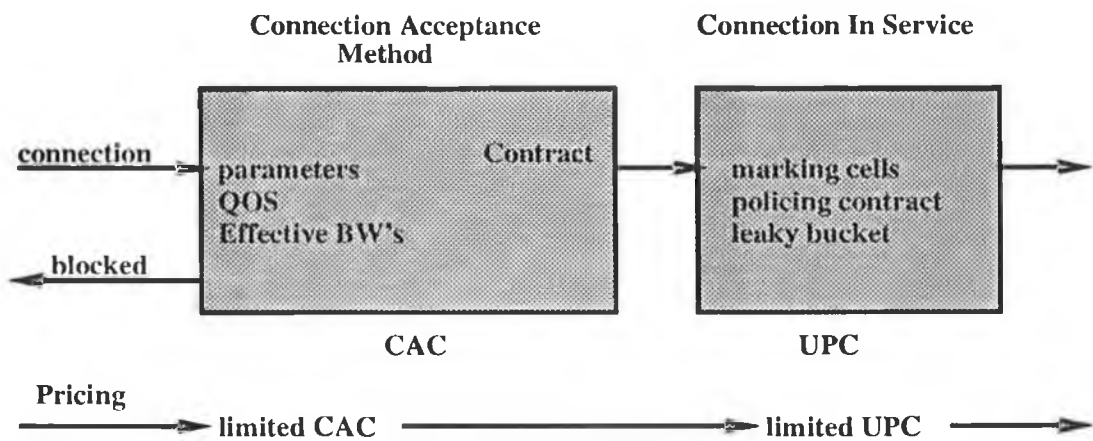 Connection Acceptance
Method
Connection In Service
connection
Contract
parameters
QOS
Effective BW's
blocked
marking cells
policing contract
leaky bucket
CAC
UPC
Pricing
limited CAC
limited UPC